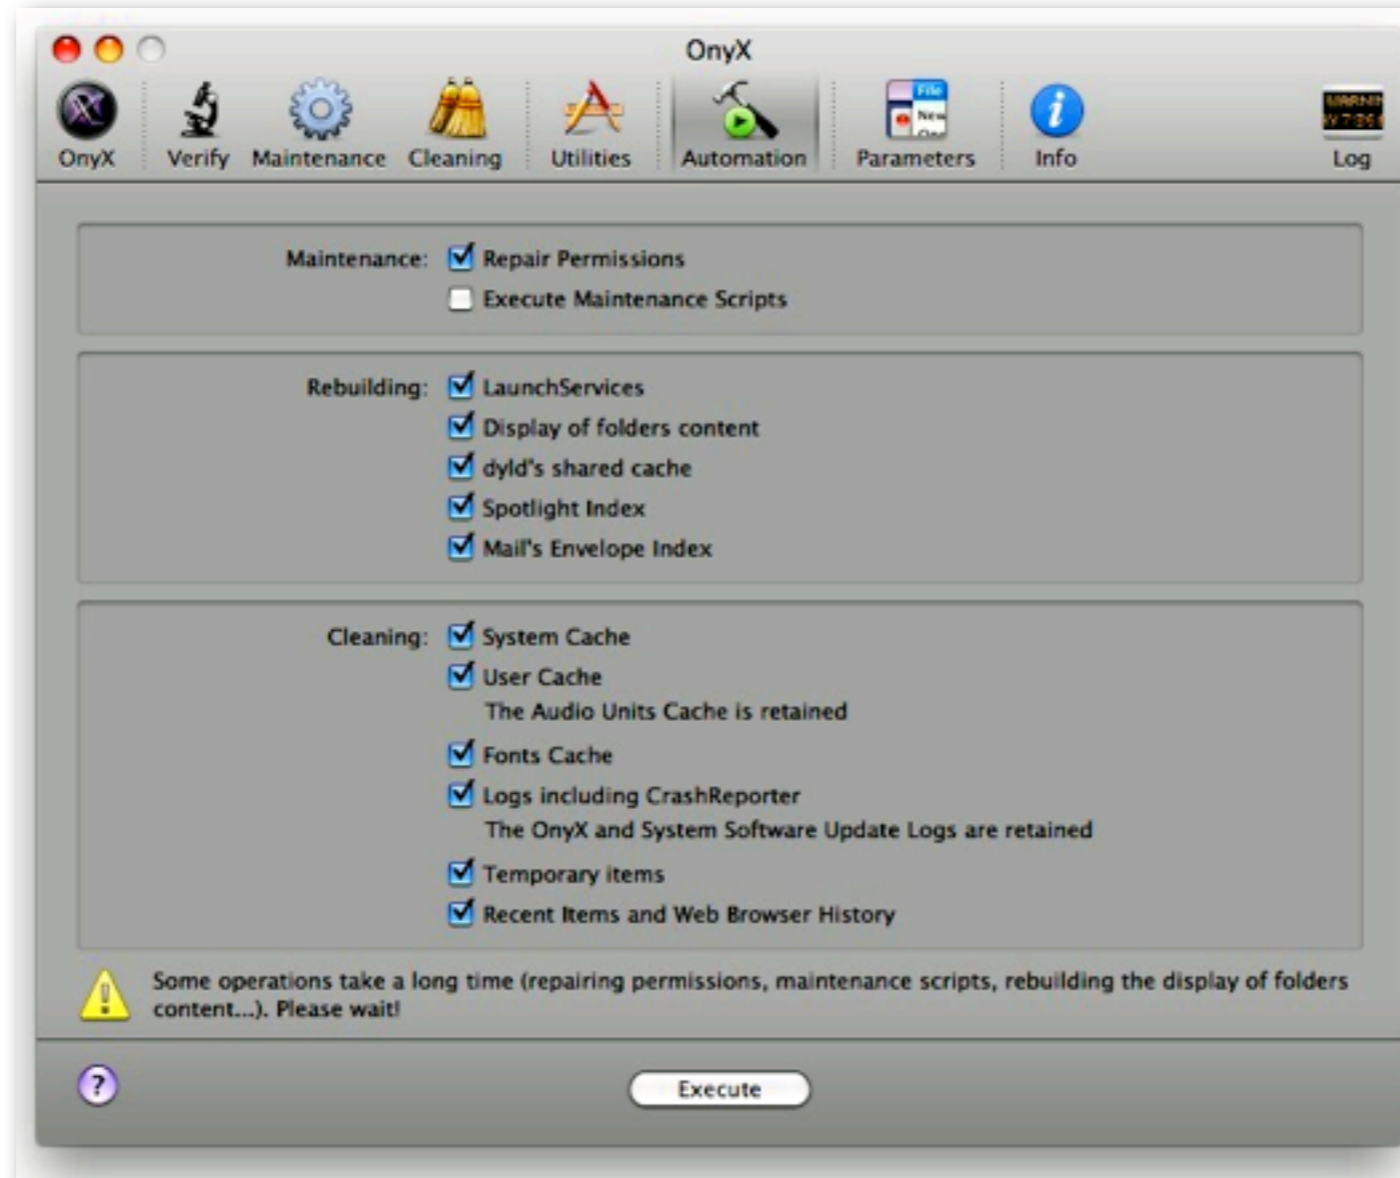 OnyX
OnyX
Verify
Maintenance
Cleaning
Utilities
Automation
Parameters
Info
Log
File
New
Maintenance: Repair Permissions
Execute Maintenance Scripts
Rebuilding: LaunchServices
Display of folders content
dyld's shared cache
Spotlight Index
Mail's Envelope Index
Cleaning: System Cache
User Cache
The Audio Units Cache is retained
Fonts Cache
Logs including CrashReporter
The OnyX and System Software Update Logs are retained
Temporary items
Recent Items and Web Browser History
Some operations take a long time (repairing permissions, maintenance scripts, rebuilding the display of folders
content...). Please wait!
?
Execute